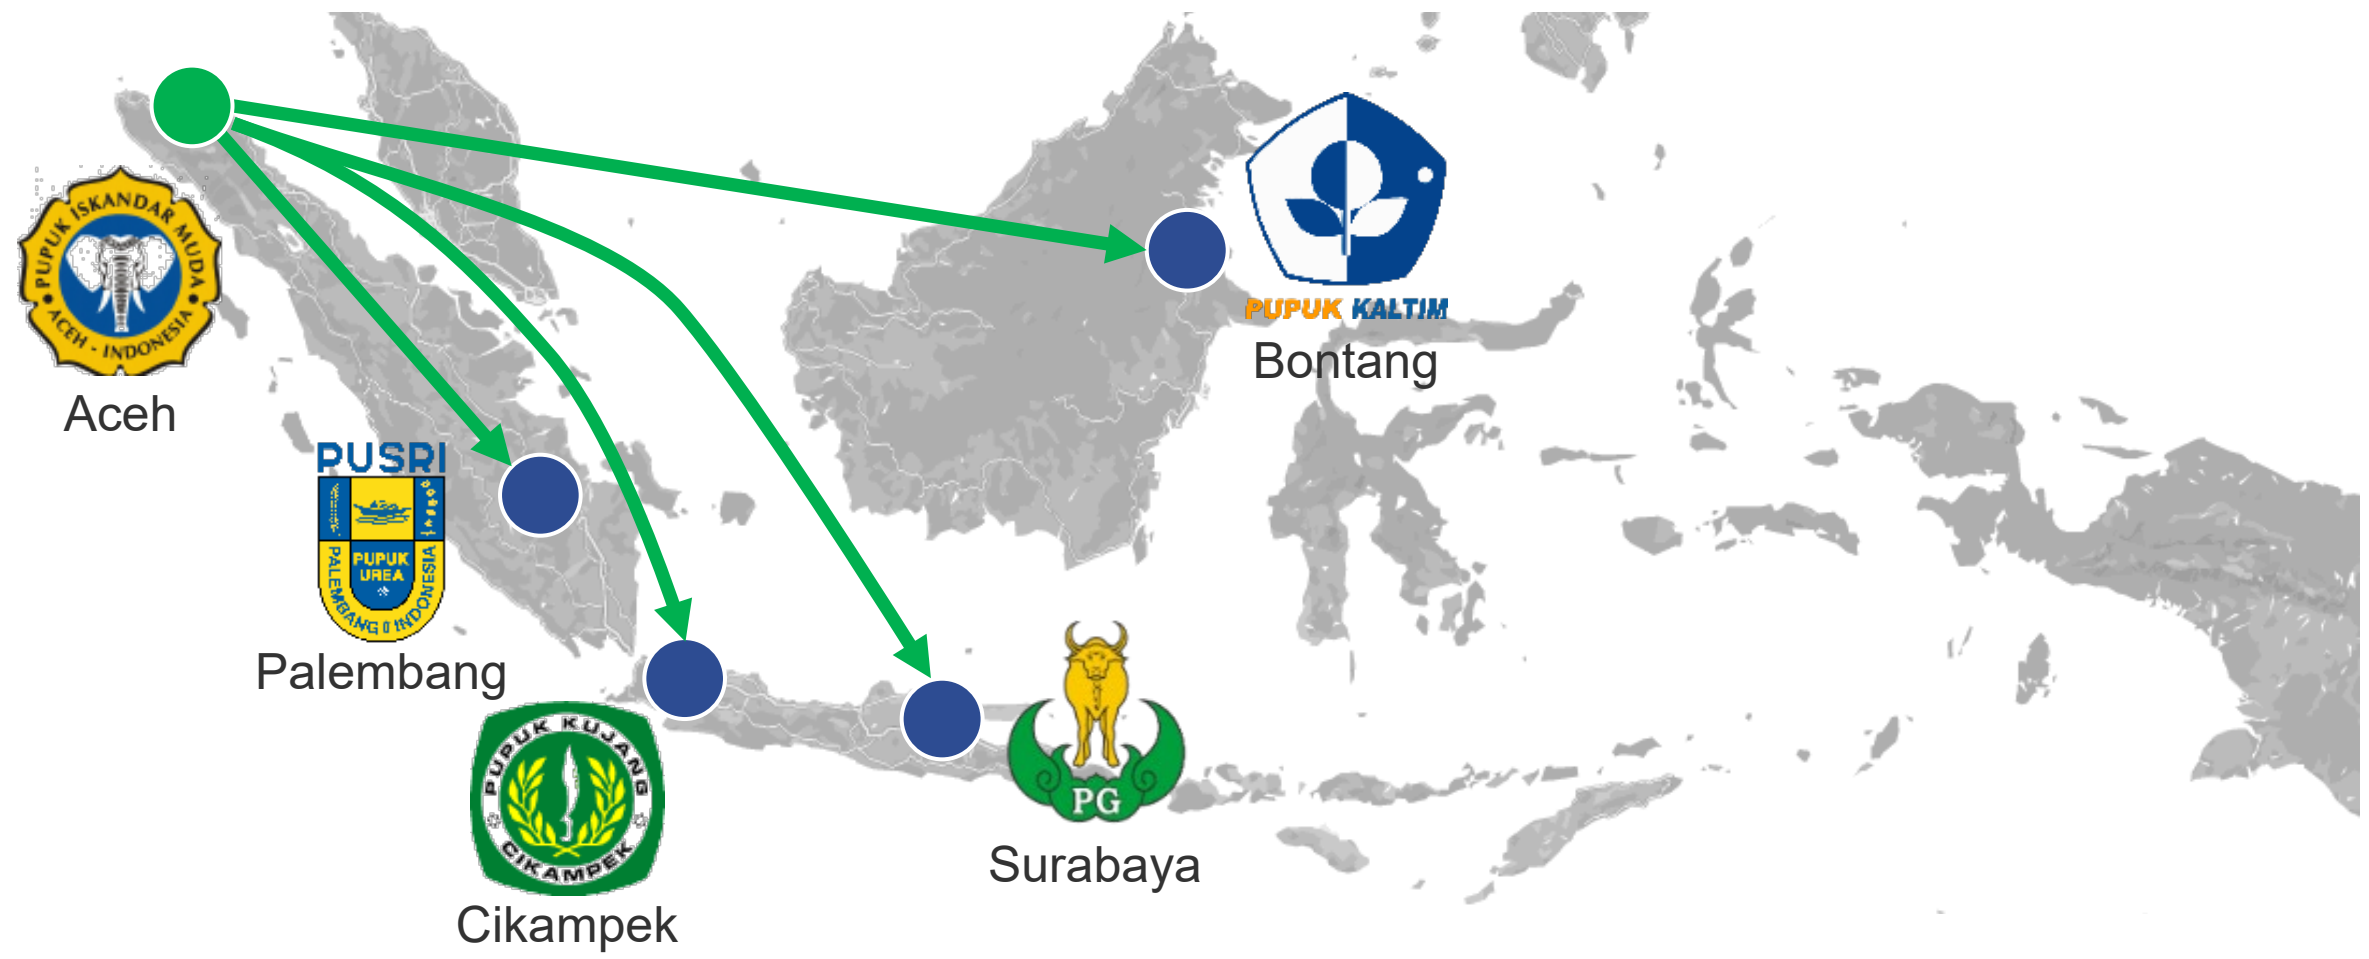 PUPUK ISKANDAR MUDA
ACEH - INDONESIA
Aceh
PUSRI
PUPUK
UREA
PALEMBANG INDONESIA
Palembang
PUPUK KUJANG
CIKAMPEK
Cikampek
PG
Surabaya
PUPUK KALTIM
Bontang